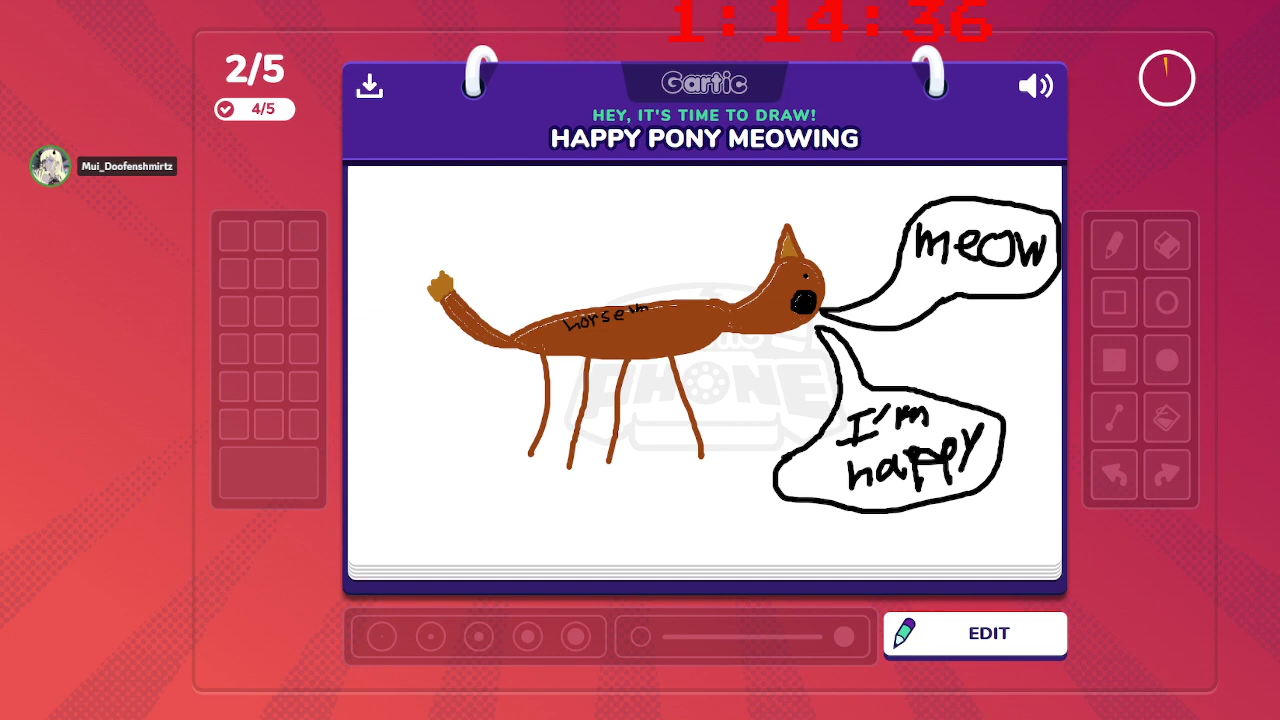 1:14:36
2/5
4/5
Gartic
HEY, IT'S TIME TO DRAW!
HAPPY PONY MEOWING
Mui_Doofenshmirtz
meow
horse
PHONE
I'm
happy
EDIT